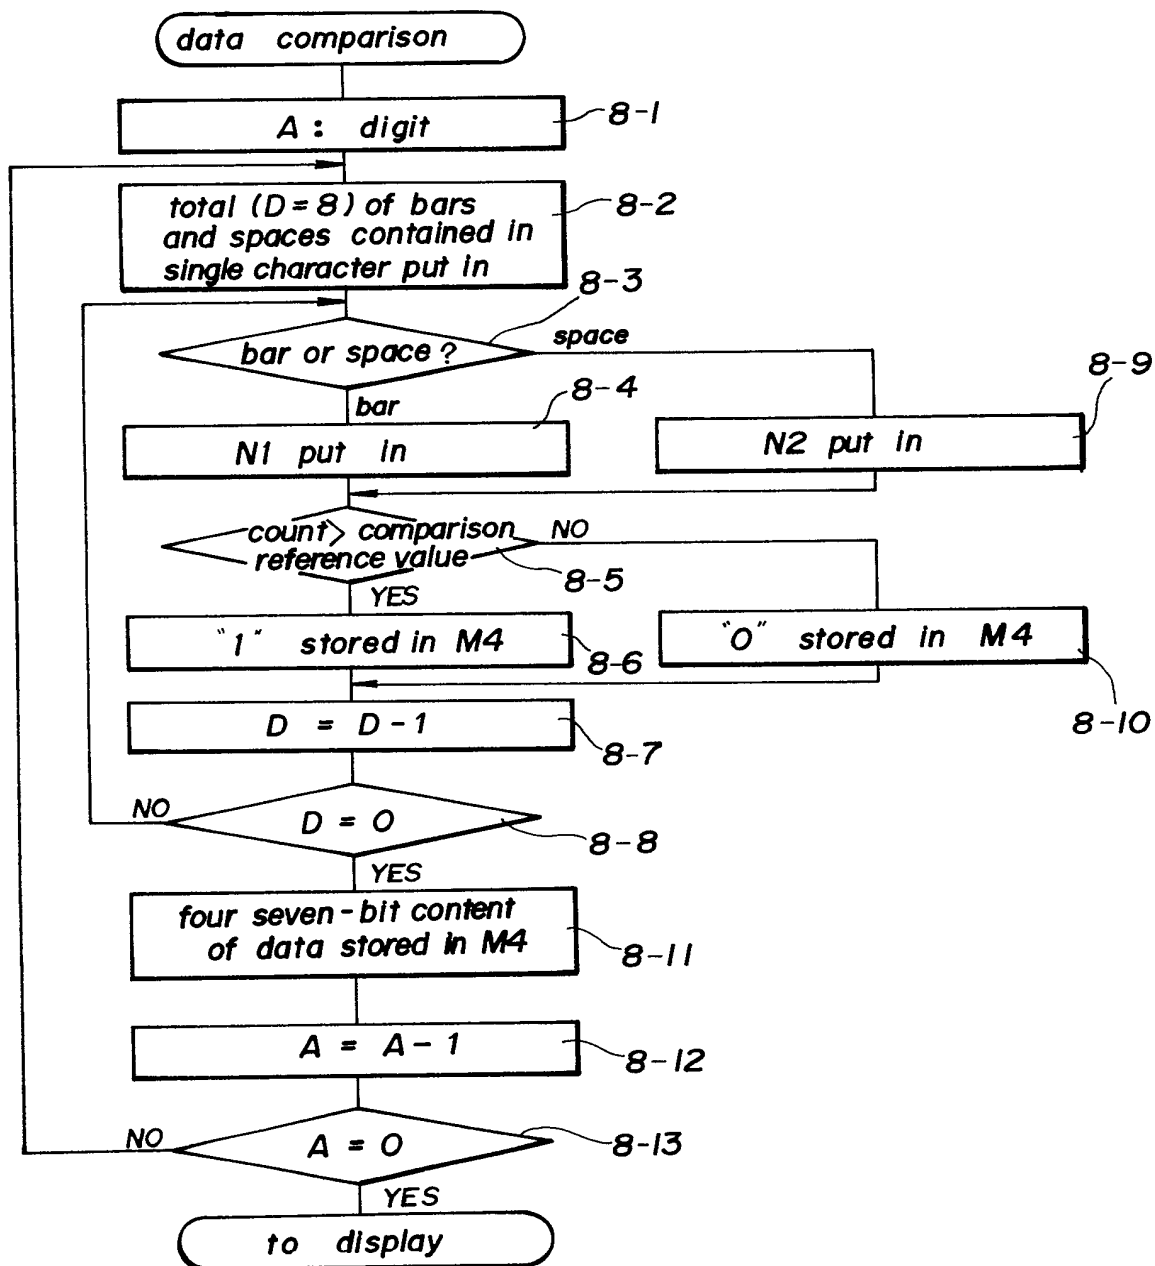 data comparison
A: digit
8-1
total (D=8) of bars
and spaces contained in
single character put in
8-2
bar or space?
8-3
space
bar
N1 put in
8-4
N2 put in
8-9
count> comparison
reference value
8-5
NO
YES
"1" stored in M4
8-6
"0" stored in M4
8-10
D = D-1
8-7
D = 0
8-8
NO
YES
four seven-bit content
of data stored in M4
8-11
A = A-1
8-12
A = 0
8-13
NO
YES
to display